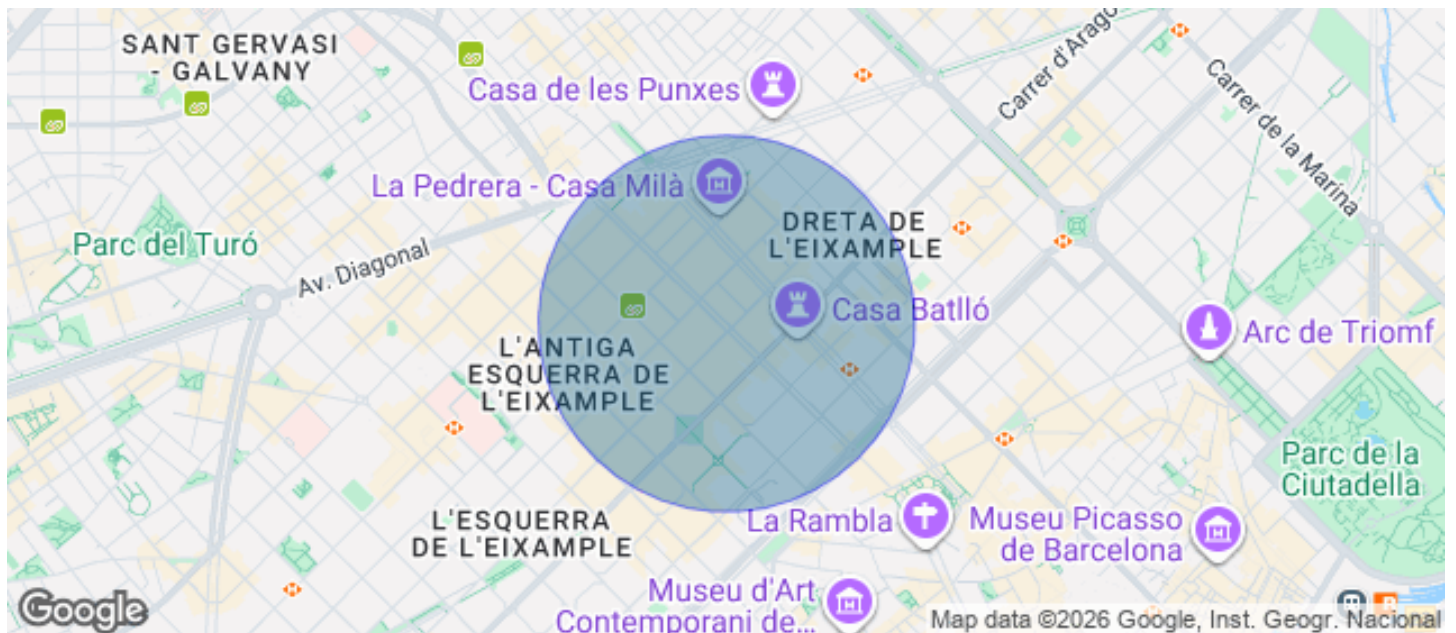 SANT GERVASI
- GALVANY
Casa de les Punxes
Carrer d'Arago
Carrer de la Marina
La Pedrera - Casa Milà
DRETA DE
L'EIXAMPLE
Parc del Turó
Av. Diagonal
Casa Batlló
Arc de Triomf
L'ANTIGA
ESQUERRA DE
L'EIXAMPLE
Parc de la
Ciutadella
L'ESQUERRA
DE L'EIXAMPLE
La Rambla
Museu Picasso
de Barcelona
Museu d'Art
Contemporani de...
Google
Map data ©2026 Google, Inst. Geogr. Nacional